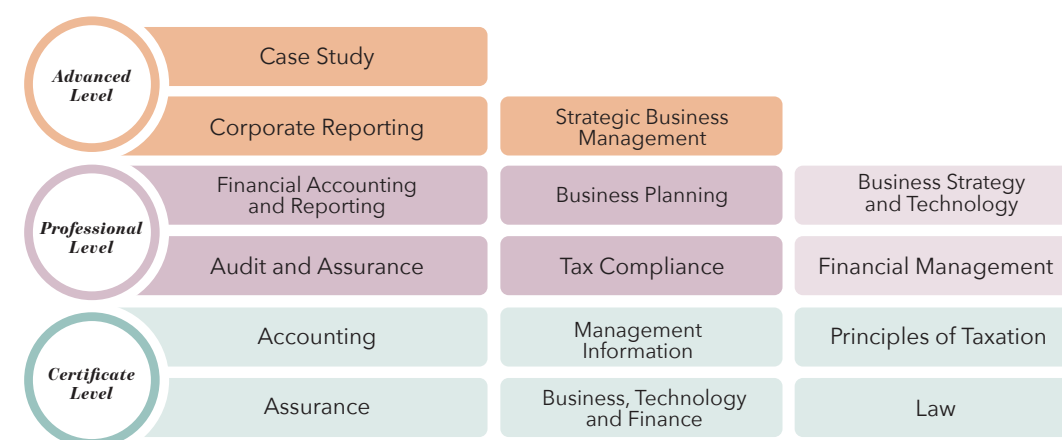 Advanced
Level
Case Study
Corporate Reporting
Strategic Business
Management
Professional
Level
Financial Accounting
and Reporting
Business Planning
Business Strategy
and Technology
Audit and Assurance
Tax Compliance
Financial Management
Certificate
Level
Accounting
Management
Information
Principles of Taxation
Assurance
Business, Technology
and Finance
Law